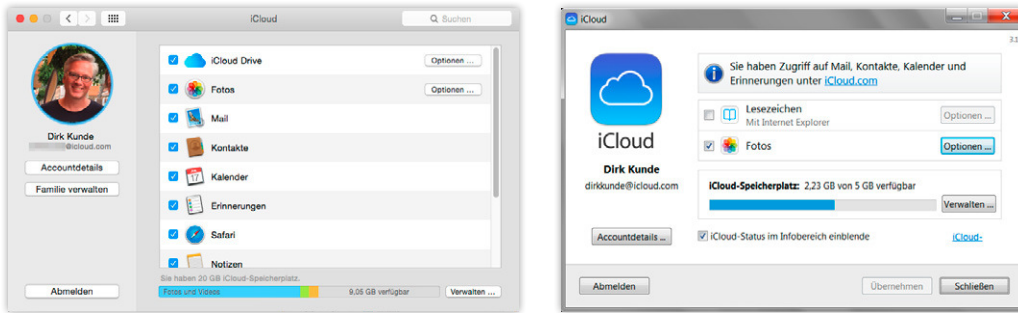 iCloud
Suchen
iCloud Drive
Optionen ...
Fotos
Optionen ...
Mail
Kontakte
Kalender
Erinnerungen
Safari
Notizen
Dirk Kunde
@icloud.com
Accountdetails
Familie verwalten
Abmelden
Sie haben 20 GB iCloud-Speicherplatz.
Fotos und Videos
9,05 GB verfügbar
Verwalten ...
iCloud
Sie haben Zugriff auf Mail, Kontakte, Kalender und
Erinnerungen unter iCloud.com
Lesezeichen
Mit Internet Explorer
Optionen ...
Fotos
Optionen ...
iCloud
Dirk Kunde
dirkkunde@icloud.com
iCloud-Speicherplatz: 2,23 GB von 5 GB verfügbar
Verwalten ...
Accountdetails ...
iCloud-Status im Infobereich einblende
iCloud-
Abmelden
Übernehmen
Schließen